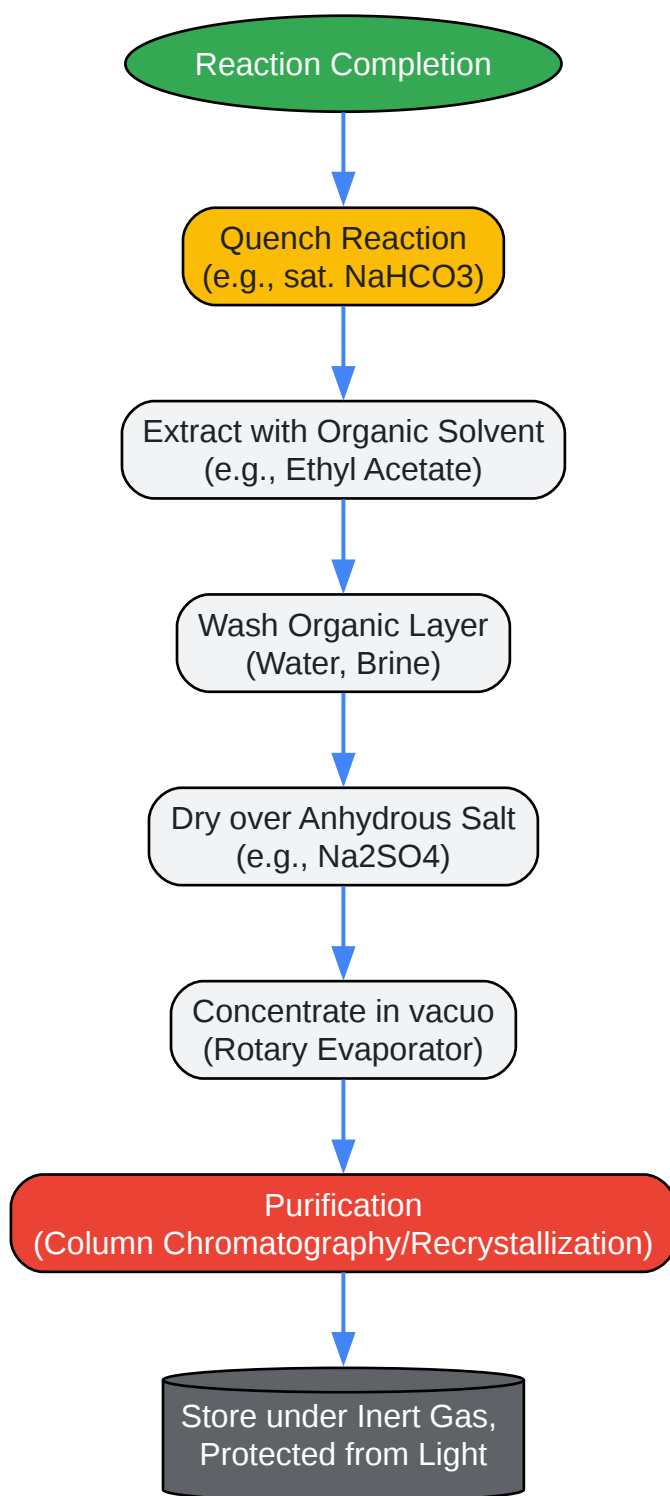 Reaction Completion
Quench Reaction
(e.g., sat. NaHCO3)
Extract with Organic Solvent
(e.g., Ethyl Acetate)
Wash Organic Layer
(Water, Brine)
Dry over Anhydrous Salt
(e.g., Na2SO4)
Concentrate in vacuo
(Rotary Evaporator)
Purification
(Column Chromatography/Recrystallization)
Store under Inert Gas,
Protected from Light